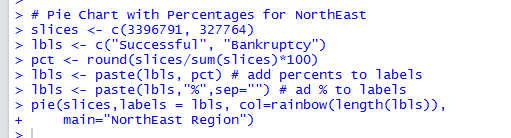 > # Pie Chart with Percentages for NorthEast
> slices <- c(3396791, 327764)
> lbls <- c("Successful", "Bankruptcy")
> pct <- round(slices/sum(slices)*100)
> lbls <- paste(lbls, pct) # add percents to labels
> lbls <- paste(lbls,"%",sep="") # ad % to labels
> pie(slices,labels = lbls, col=rainbow(length(lbls)),
+     main="NorthEast Region")
>